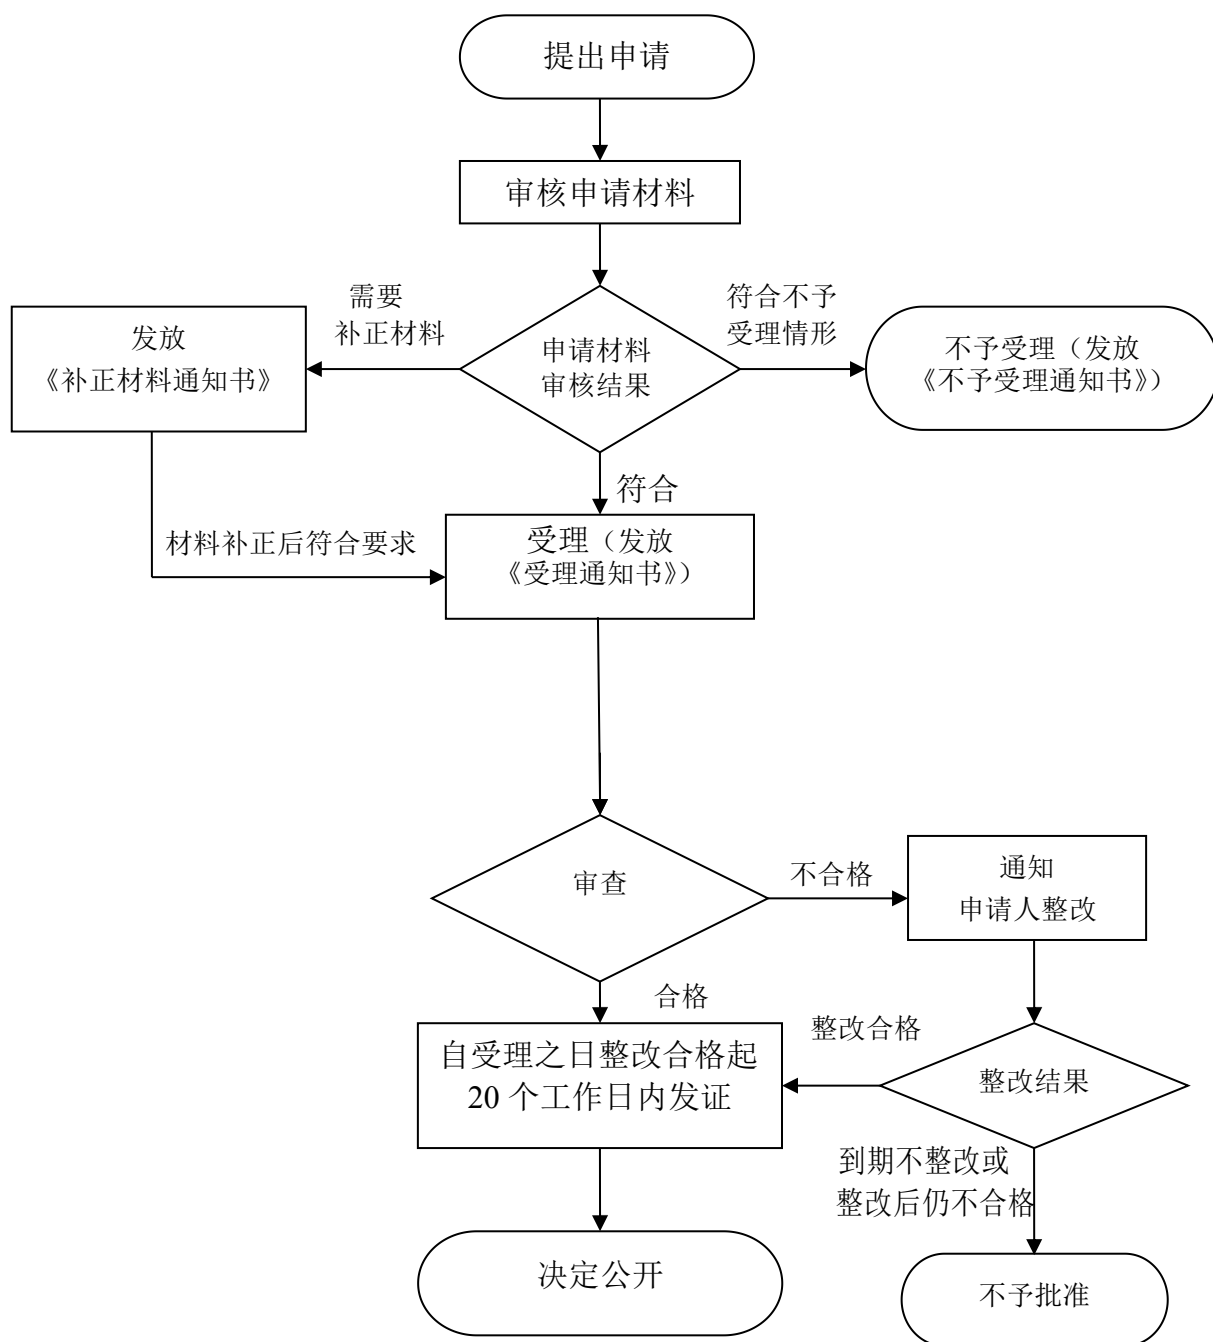 提出申请
审核申请材料
需要
补正材料
符合不予
受理情形
发放
《补正材料通知书》
申请材料
审核结果
不予受理（发放
《不予受理通知书》）
符合
材料补正后符合要求
受理（发放
《受理通知书》）
审查
不合格
通知
申请人整改
合格
整改合格
自受理之日整改合格起
20 个工作日内发证
整改结果
到期不整改或
整改后仍不合格
决定公开
不予批准